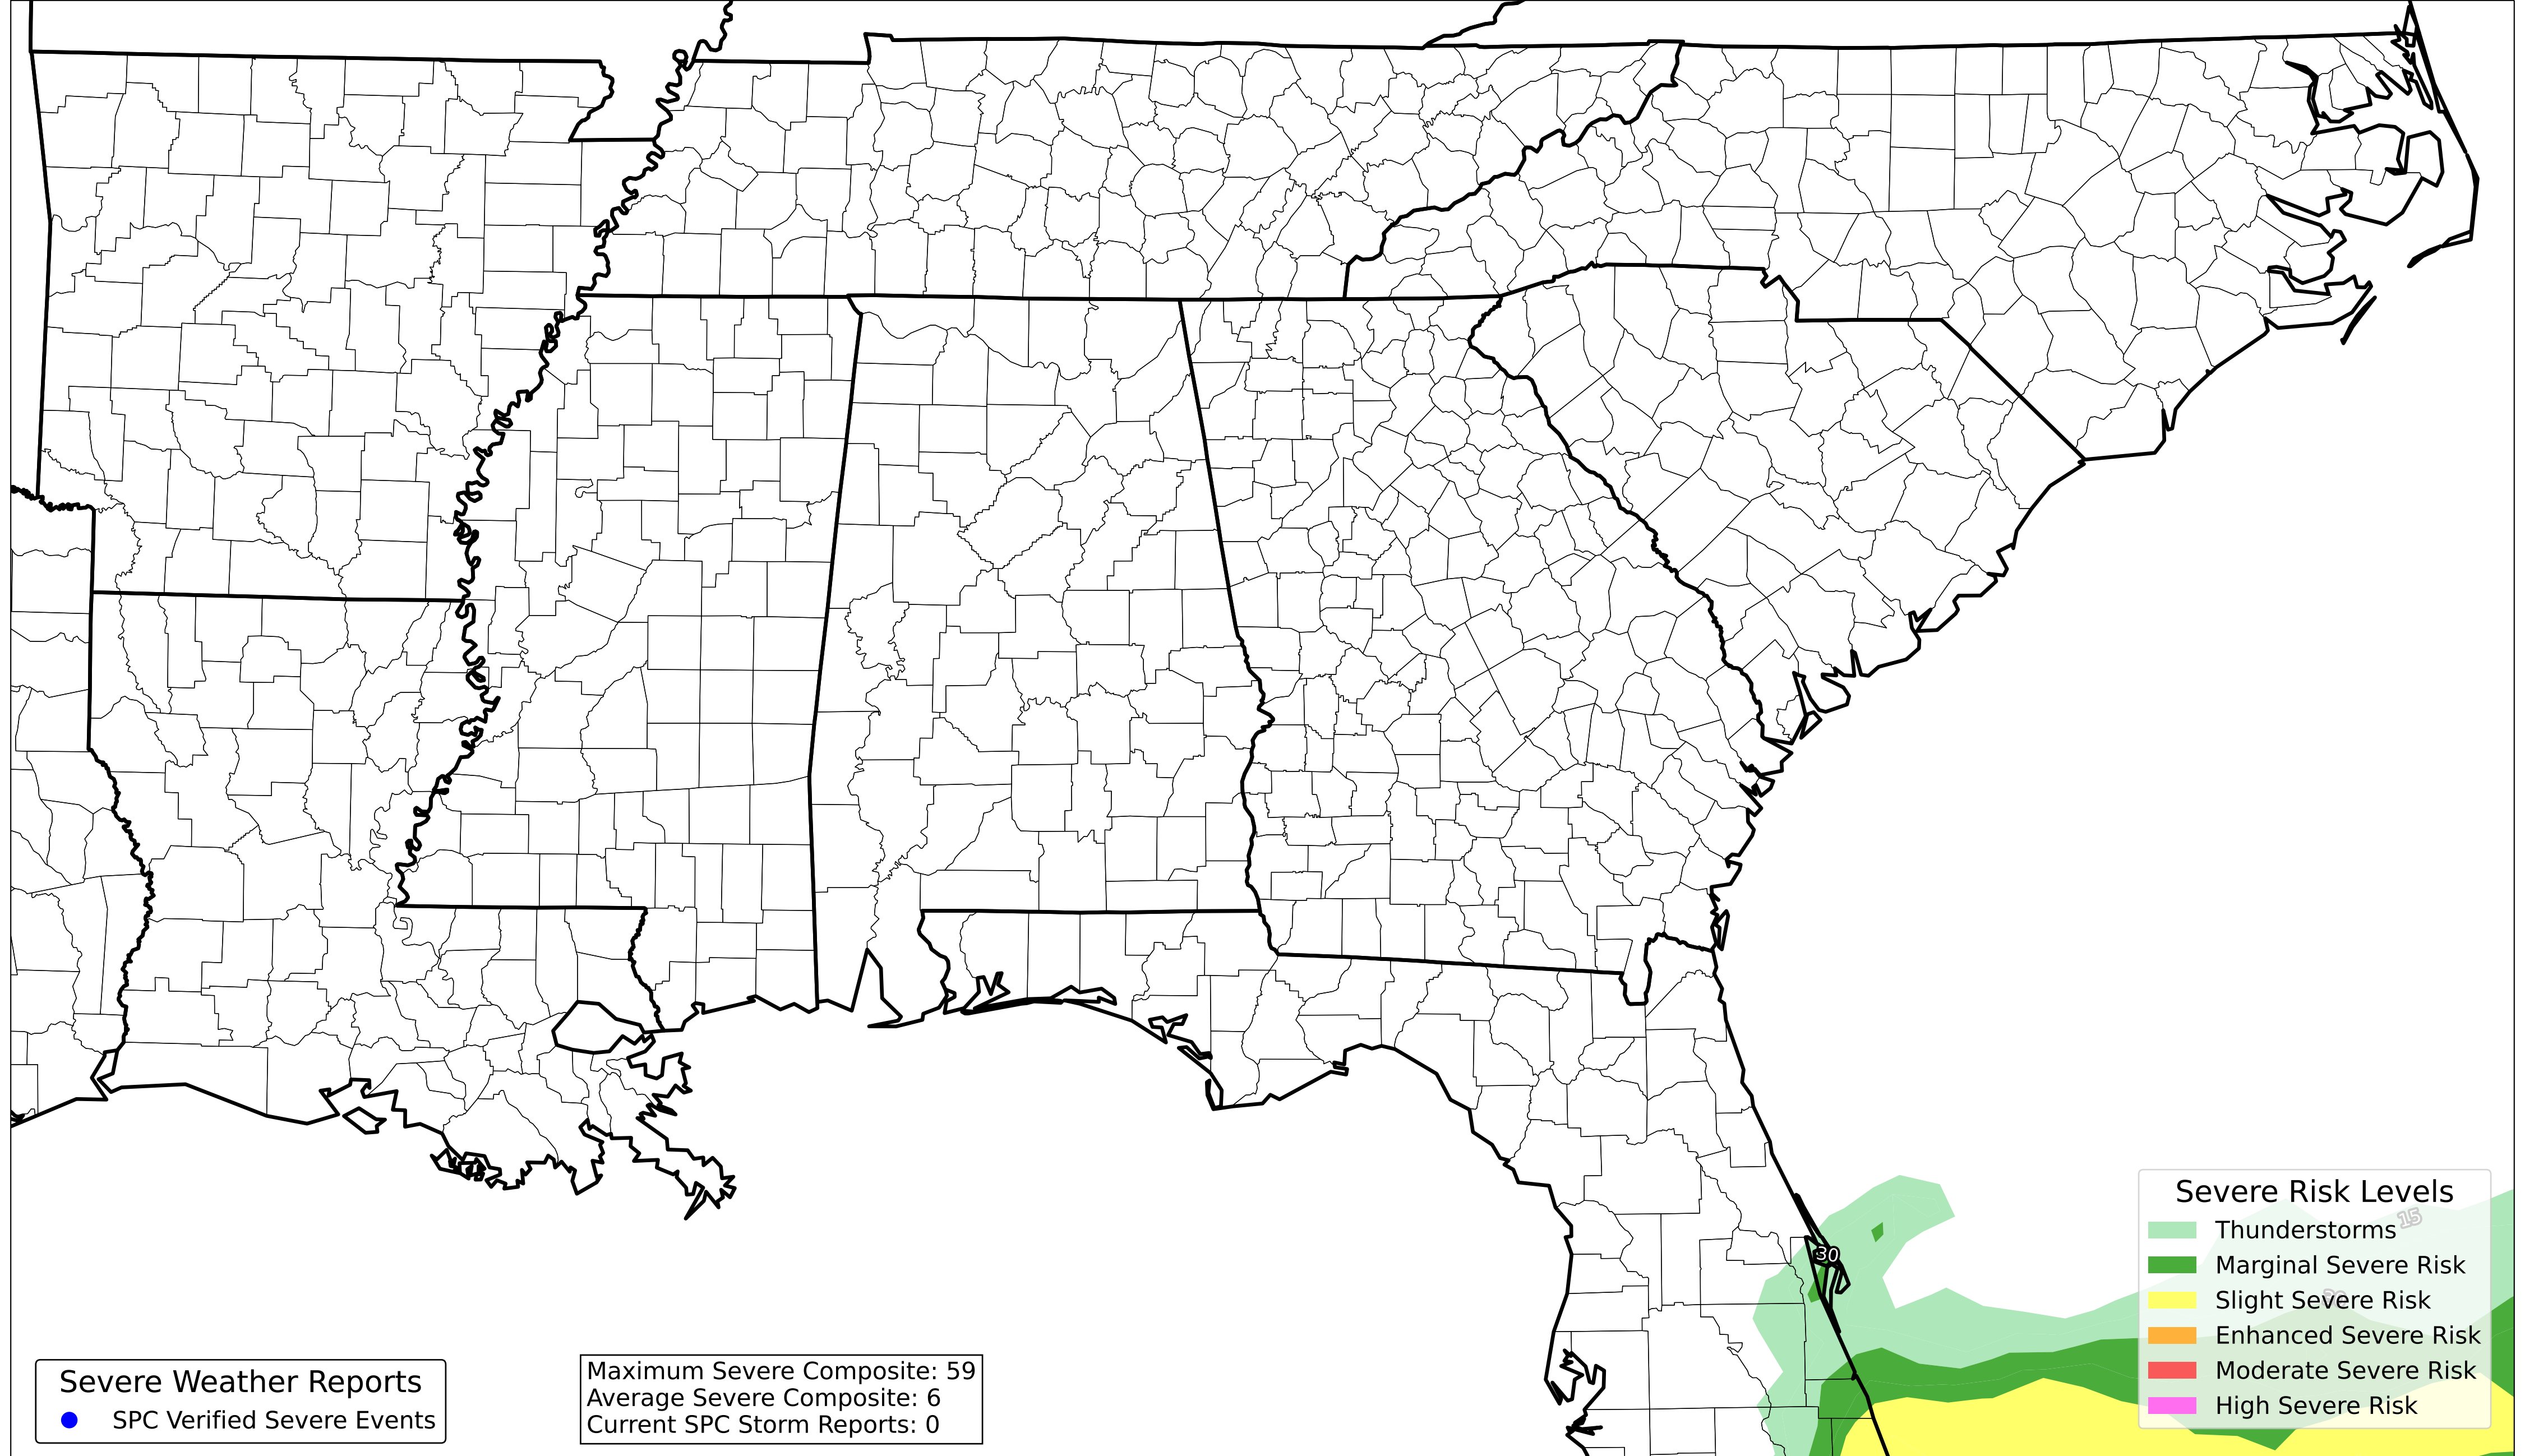 15
30
30
Severe Risk Levels
Thunderstorms
Marginal Severe Risk
Slight Severe Risk
Enhanced Severe Risk
Moderate Severe Risk
High Severe Risk
Severe Weather Reports
SPC Verified Severe Events
Maximum Severe Composite: 59
Average Severe Composite: 6
Current SPC Storm Reports: 0